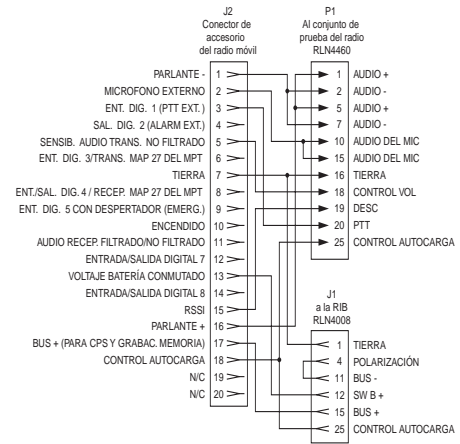 J2
Conector de
accesorio
del radio móvil
PARLANTE - 1
MICROFONO EXTERNO 2
ENT. DIG. 1 (PTT EXT.) 3
SAL. DIG. 2 (ALARM EXT.) 4
SENSIB. AUDIO TRANS. NO FILTRADO 5
ENT. DIG. 3/TRANS. MAP 27 DEL MPT 6
TIERRA 7
ENT./SAL. DIG. 4 / RECEP. MAP 27 DEL MPT 8
ENT. DIG. 5 CON DESPERTADOR (EMERG.) 9
ENCENDIDO 10
AUDIO RECEP. FILTRADO/NO FILTRADO 11
ENTRADA/SALIDA DIGITAL 7 12
VOLTAJE BATERÍA CONMUTADO 13
ENTRADA/SALIDA DIGITAL 8 14
RSSI 15
PARLANTE + 16
BUS + (PARA CPS Y GRABAC. MEMORIA) 17
CONTROL AUTOCARGA 18
N/C 19
N/C 20
P1
Al conjunto de
prueba del radio
RLN4460
1 AUDIO +
2 AUDIO -
5 AUDIO +
7 AUDIO -
10 AUDIO DEL MIC
15 AUDIO DEL MIC
16 TIERRA
18 CONTROL VOL
19 DESC
20 PTT
25 CONTROL AUTOCARGA
J1
a la RIB
RLN4008
1 TIERRA
4 POLARIZACIÓN
11 BUS -
12 SW B +
15 BUS +
25 CONTROL AUTOCARGA